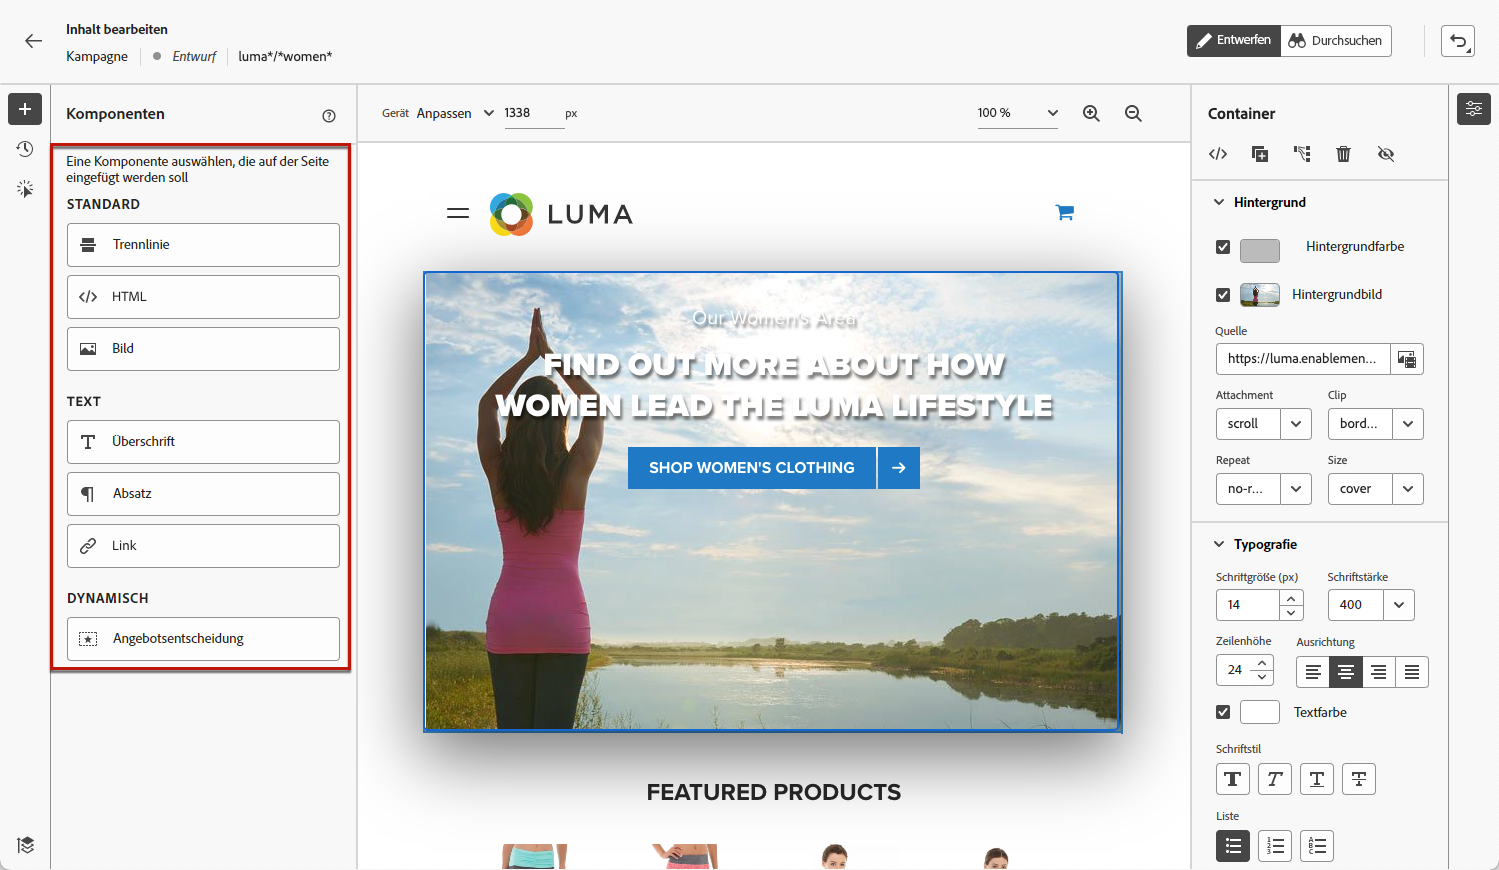 Inhalt bearbeiten
Kampagne
Entwurf
luma*/*women*
Entwerfen
Durchsuchen
Komponenten
Eine Komponente auswählen, die auf der Seite
eingefügt werden soll
STANDARD
Trennlinie
HTML
Bild
TEXT
Überschrift
Absatz
Link
DYNAMISCH
Angebotsentscheidung
Gerät Anpassen 1338 px
100 %
LUMA
Our Women's Area
FIND OUT MORE ABOUT HOW
WOMEN LEAD THE LUMA LIFESTYLE
SHOP WOMEN'S CLOTHING
FEATURED PRODUCTS
Container
Hintergrund
Hintergrundfarbe
Hintergrundbild
Quelle
https://luma.enablemen...
Attachment Clip
scroll bord...
Repeat Size
no-r... cover
Typografie
Schriftgröße (px) Schriftstärke
14 400
Zeilenhöhe Ausrichtung
24
Textfarbe
Schriftstil
Liste